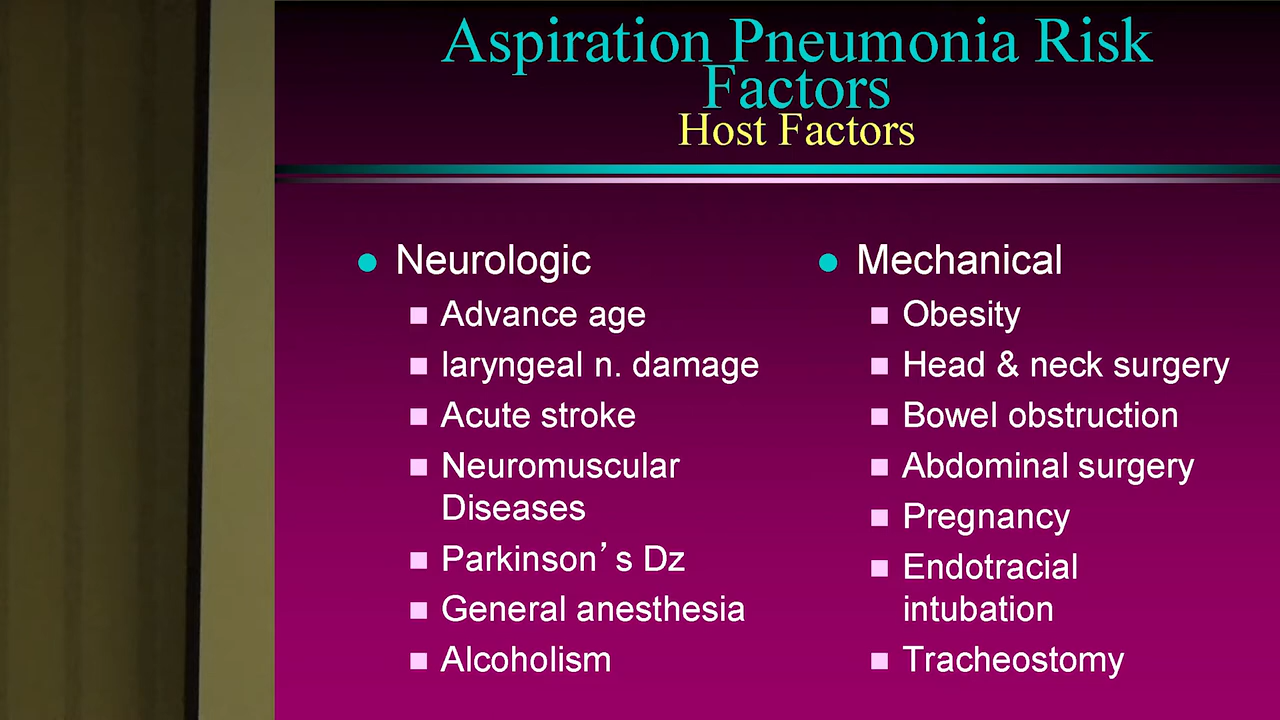 Aspiration Pneumonia Risk
Factors
Host Factors
Neurologic
Advance age
laryngeal n. damage
Acute stroke
Neuromuscular
Diseases
Parkinson’s Dz
General anesthesia
Alcoholism
Mechanical
Obesity
Head & neck surgery
Bowel obstruction
Abdominal surgery
Pregnancy
Endotracial
intubation
Tracheostomy